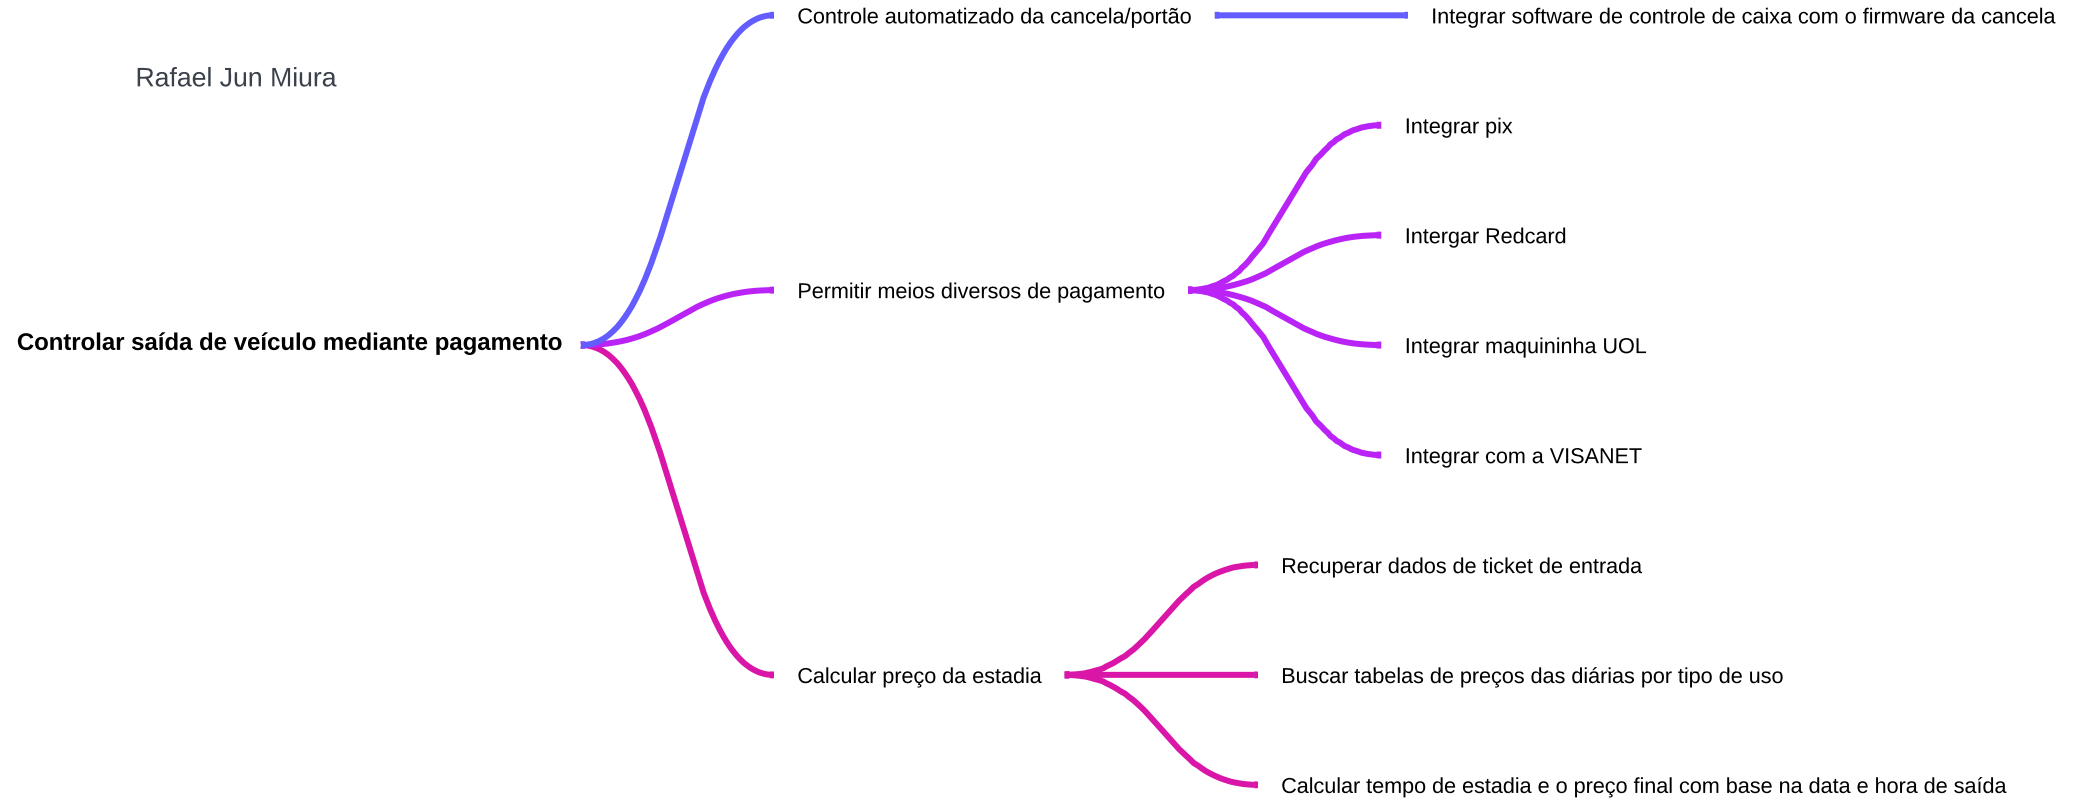 Rafael Jun Miura
Controlar saída de veículo mediante pagamento
Controle automatizado da cancela/portão
Integrar software de controle de caixa com o firmware da cancela
Permitir meios diversos de pagamento
Integrar pix
Intergar Redcard
Integrar maquininha UOL
Integrar com a VISANET
Calcular preço da estadia
Recuperar dados de ticket de entrada
Buscar tabelas de preços das diárias por tipo de uso
Calcular tempo de estadia e o preço final com base na data e hora de saída